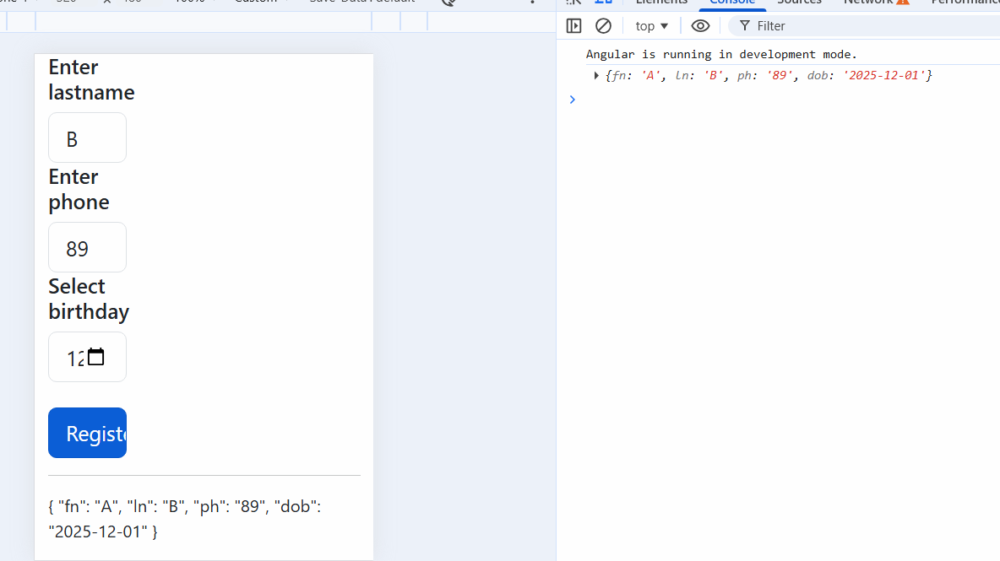 Elements Console Sources Network Performance
top Filter
Enter
lastname
B
Enter
phone
89
Select
birthday
12
Registe
{ "fn": "A", "ln": "B", "ph": "89", "dob":
"2025-12-01" }
Angular is running in development mode.
{fn: 'A', ln: 'B', ph: '89', dob: '2025-12-01'}